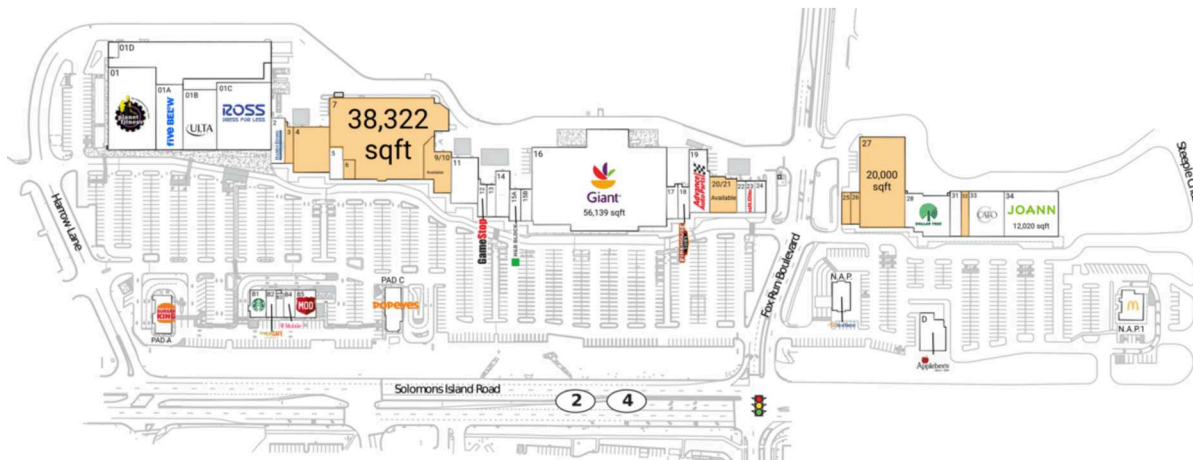 01D
01
01A
01B
01C
planet fitness
five BEL°W
ULTA
ROSS
DRESS FOR LESS
2
3
4
7
38,322
sqft
5
6
9/10
Available
11
12
13
14
15A
15B
GameStop
H&R BLOCK
16
Giant
56,139 sqft
17
18
19
Advance
Auto Parts
20/21
Available
22
23
24
27
20,000
sqft
25
26
28
DOLLAR TREE
31
33
CATO
34
JOANN
12,020 sqft
Harrow Lane
Fox Run Boulevard
BURGER
KING
PAD-A
B1
B2
B4
B5
MOD
T Mobile
PAD C
POPEYES
N.A.P.
D
Applebee's
N.A.P.1
Solomons Island Road
2
4